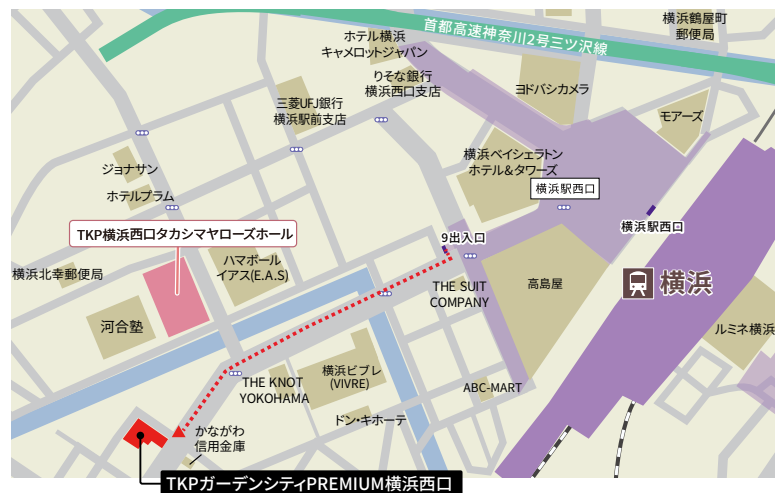 首都高速神奈川2号三ツ沢線
横浜鶴屋町
郵便局
ホテル横浜
キャメロットジャパン
りそな銀行
横浜西口支店
ヨドバシカメラ
三菱UFJ銀行
横浜駅前支店
モアーズ
ジョナサン
横浜ベイシェラトン
ホテル&タワーズ
ホテルプラム
横浜駅西口
横浜駅西口
TKP横浜西口タカシマヤローズホール
9出入口
ハマボール
イアス(E.A.S)
横浜北幸郵便局
THE SUIT
COMPANY
高島屋
横浜
河合塾
ルミネ横浜
横浜ビブレ
(VIVRE)
THE KNOT
YOKOHAMA
ABC-MART
ドン・キホーテ
かながわ
信用金庫
TKPガーデンシティPREMIUM横浜西口